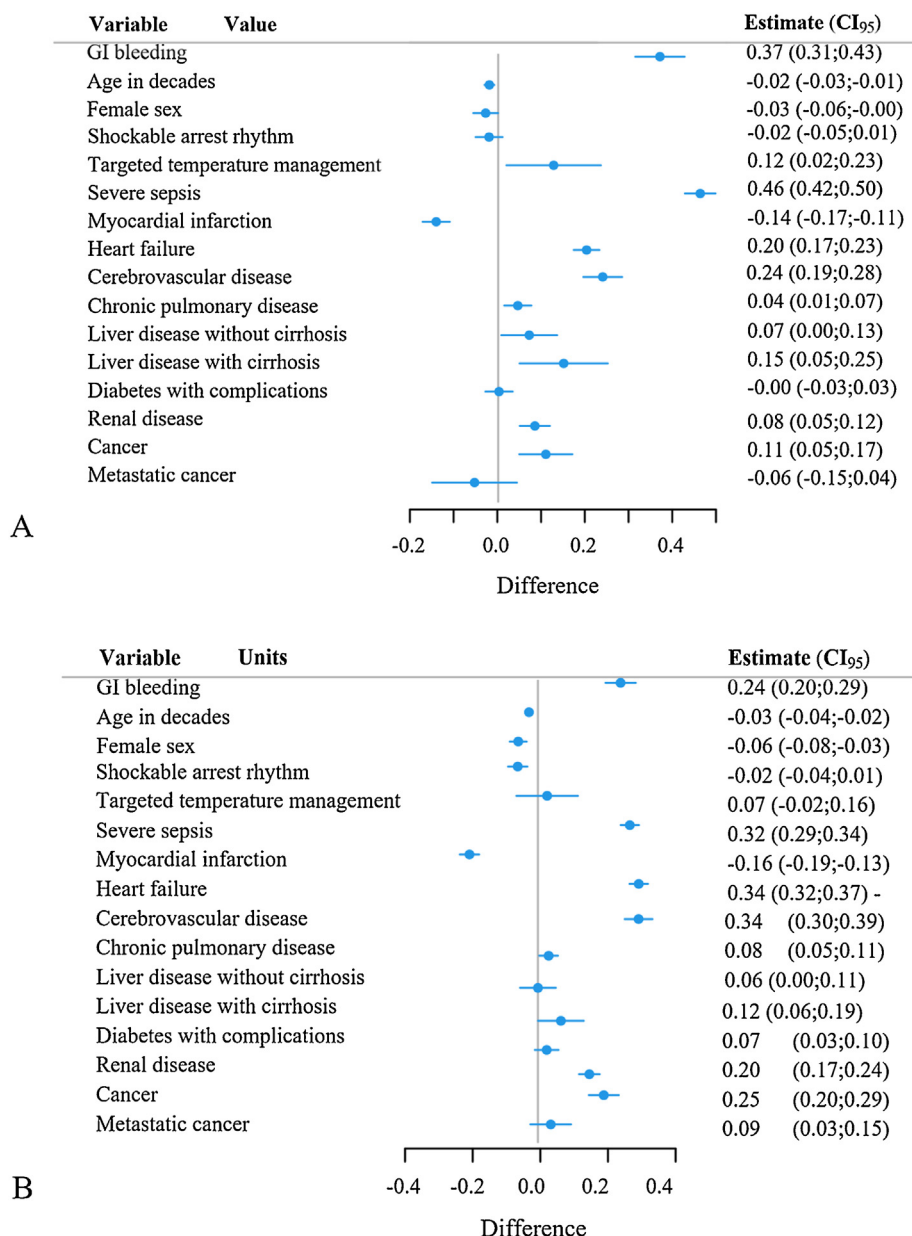 Variable Value Estimate (CI95)
GI bleeding 0.37 (0.31;0.43)
Age in decades -0.02 (-0.03;-0.01)
Female sex -0.03 (-0.06;-0.00)
Shockable arrest rhythm -0.02 (-0.05;0.01)
Targeted temperature management 0.12 (0.02;0.23)
Severe sepsis 0.46 (0.42;0.50)
Myocardial infarction -0.14 (-0.17;-0.11)
Heart failure 0.20 (0.17;0.23)
Cerebrovascular disease 0.24 (0.19;0.28)
Chronic pulmonary disease 0.04 (0.01;0.07)
Liver disease without cirrhosis 0.07 (0.00;0.13)
Liver disease with cirrhosis 0.15 (0.05;0.25)
Diabetes with complications -0.00 (-0.03;0.03)
Renal disease 0.08 (0.05;0.12)
Cancer 0.11 (0.05;0.17)
Metastatic cancer -0.06 (-0.15;0.04)
A
-0.2 0.0 0.2 0.4
Difference
Variable Units Estimate (CI95)
GI bleeding 0.24 (0.20;0.29)
Age in decades -0.03 (-0.04;-0.02)
Female sex -0.06 (-0.08;-0.03)
Shockable arrest rhythm -0.02 (-0.04;0.01)
Targeted temperature management 0.07 (-0.02;0.16)
Severe sepsis 0.32 (0.29;0.34)
Myocardial infarction -0.16 (-0.19;-0.13)
Heart failure 0.34 (0.32;0.37) -
Cerebrovascular disease 0.34 (0.30;0.39)
Chronic pulmonary disease 0.08 (0.05;0.11)
Liver disease without cirrhosis 0.06 (0.00;0.11)
Liver disease with cirrhosis 0.12 (0.06;0.19)
Diabetes with complications 0.07 (0.03;0.10)
Renal disease 0.20 (0.17;0.24)
Cancer 0.25 (0.20;0.29)
Metastatic cancer 0.09 (0.03;0.15)
-0.4 -0.2 0.0 0.2 0.4
B
Difference